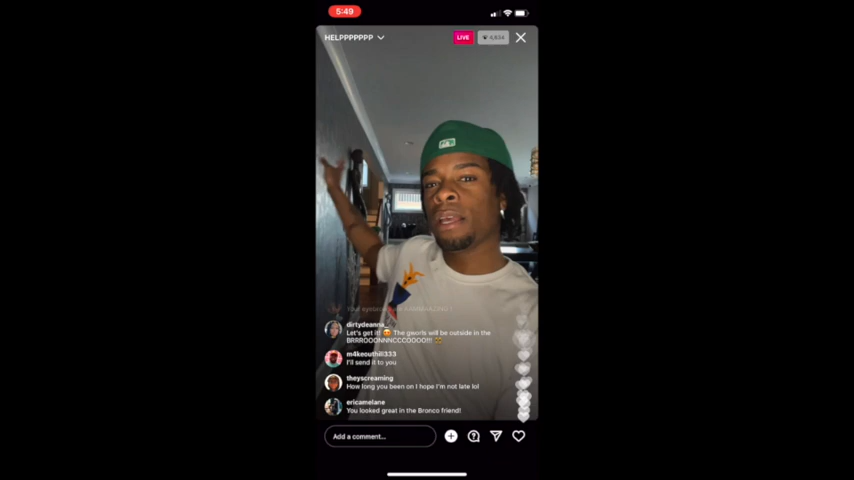 5:49
HELPPPPPPP
LIVE
4,634
dirtydeanna_
Let's get it! 😍 The gworls will be outside in the
BRRROOONNNCCCOOOO!!!
m4keouthill333
I'll send it to you
theyscreaming
How long you been on I hope I'm not late lol
ericamelane
You looked great in the Bronco friend!
Add a comment...